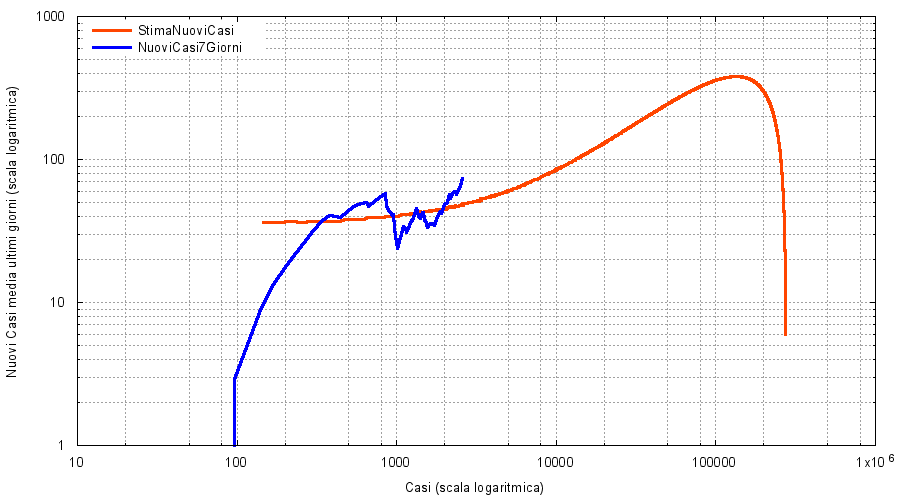 1000
StimaNuoviCasi
NuoviCasi7Giorni
100
10
1
Nuovi Casi media ultimi giorni (scala logaritmica)
10 100 1000 10000 100000 1x10^6
Casi (scala logaritmica)